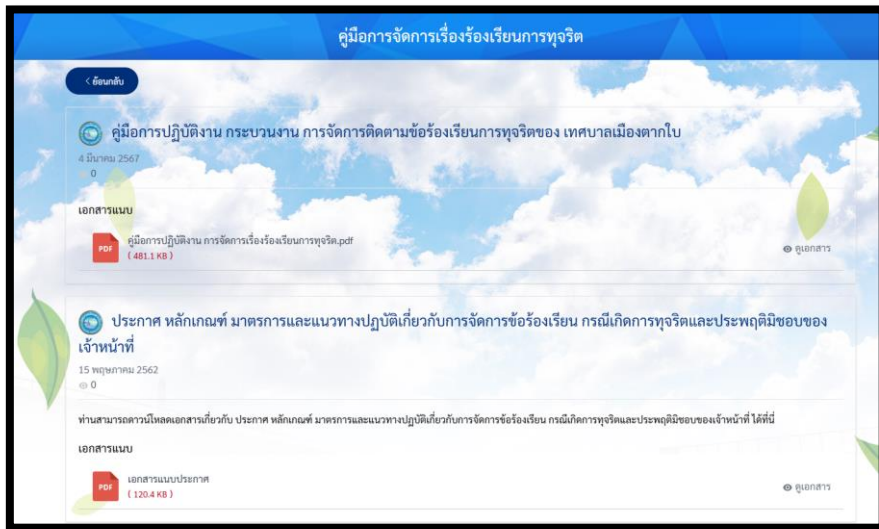 คู่มือการจัดการเรื่องร้องเรียนการทุจริต
< ย้อนกลับ
คู่มือการปฏิบัติงาน กระบวนงาน การจัดการติดตามข้อร้องเรียนการทุจริตของ เทศบาลเมืองตากใบ
4 มีนาคม 2567
0
เอกสารแนบ
PDF
คู่มือการปฏิบัติงาน การจัดการเรื่องร้องเรียนการทุจริต.pdf
( 481.1 KB )
ดูเอกสาร
ประกาศ หลักเกณฑ์ มาตรการและแนวทางปฏิบัติเกี่ยวกับการจัดการข้อร้องเรียน กรณีเกิดการทุจริตและประพฤติมิชอบของ
เจ้าหน้าที่
15 พฤษภาคม 2562
0
ท่านสามารถดาวน์โหลดเอกสารเกี่ยวกับ ประกาศ หลักเกณฑ์ มาตรการและแนวทางปฏิบัติเกี่ยวกับการจัดการข้อร้องเรียน กรณีเกิดการทุจริตและประพฤติมิชอบของเจ้าหน้าที่ ได้ที่นี่
เอกสารแนบ
PDF
เอกสารแนบประกาศ
( 120.4 KB )
ดูเอกสาร